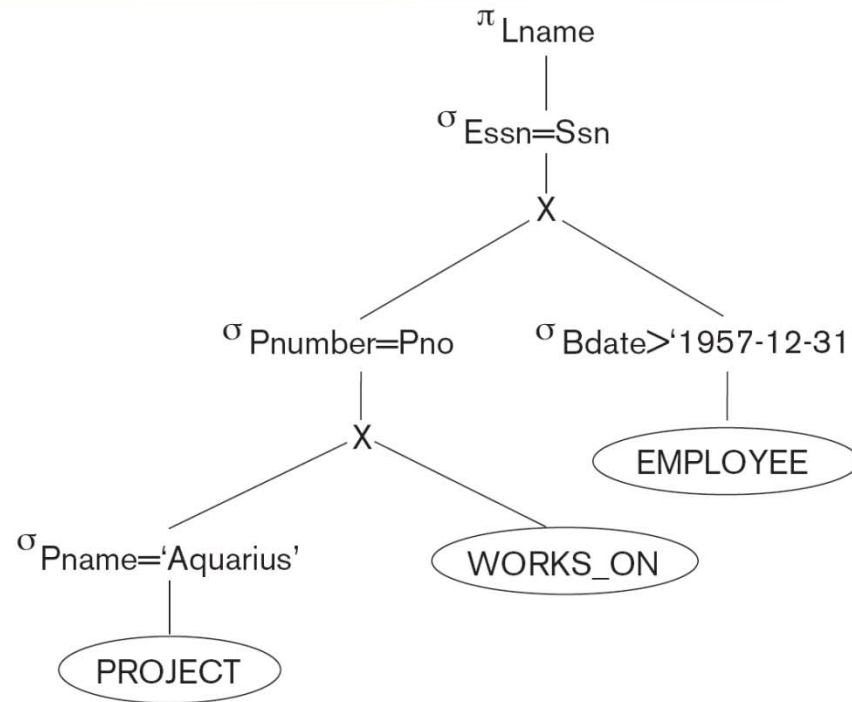 π Lname
σ Essn=Ssn
X
σ Pnumber=Pno
σ Bdate>‘1957-12-31
X
EMPLOYEE
σ Pname=‘Aquarius’
WORKS_ON
PROJECT